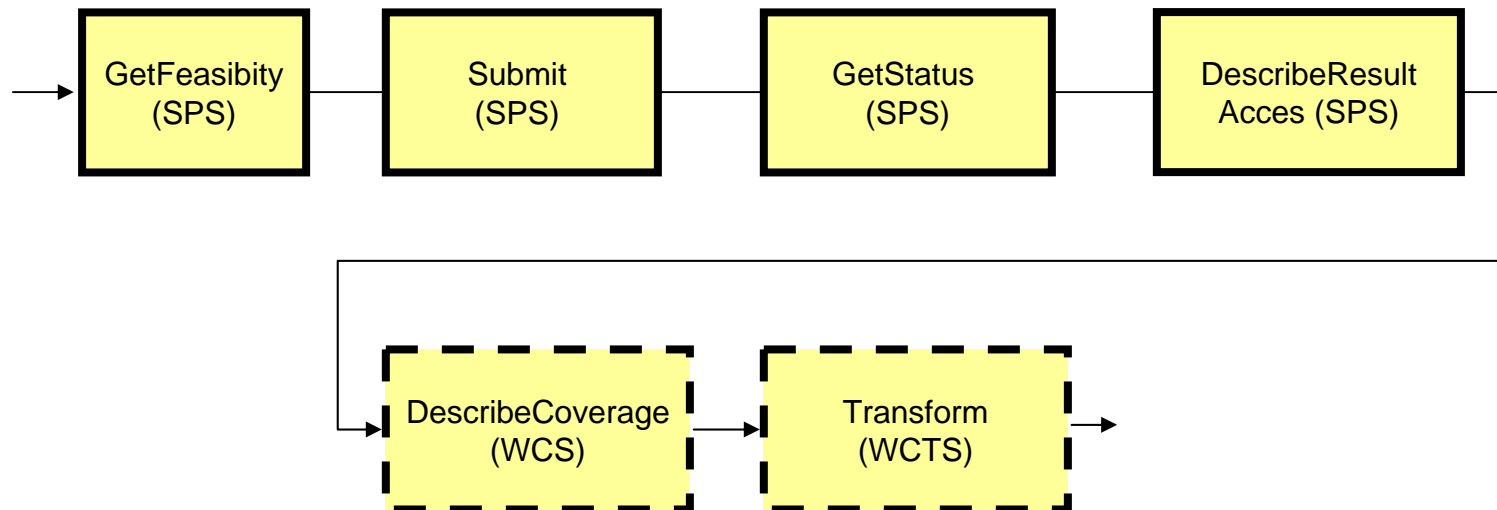 GetFeasibity
(SPS)
Submit
(SPS)
GetStatus
(SPS)
DescribeResult
Acces (SPS)
DescribeCoverage
(WCS)
Transform
(WCTS)